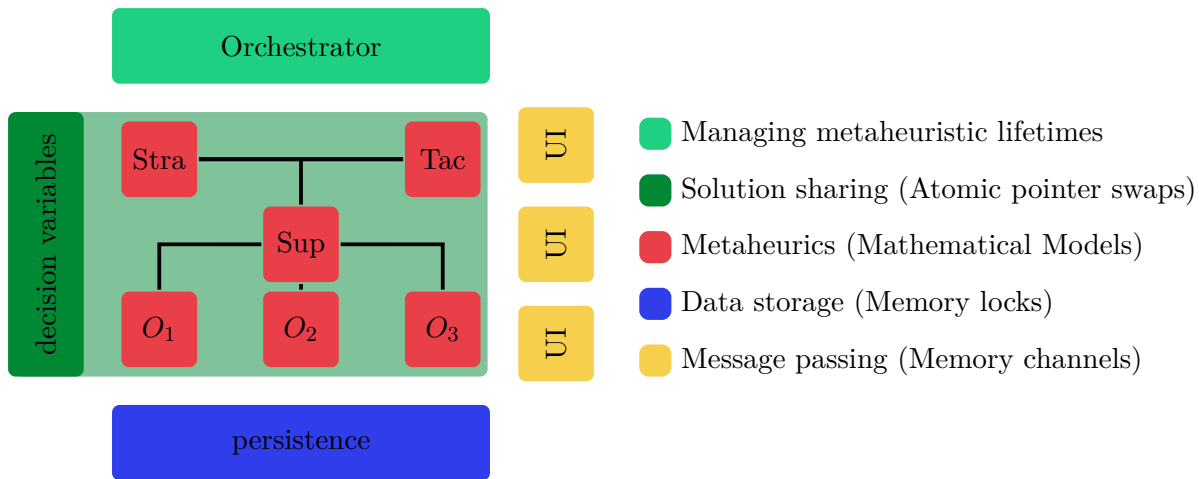 Orchestrator
decision variables
Stra
Tac
Sup
O1
O2
O3
UI
UI
UI
persistence
Managing metaheuristic lifetimes
Solution sharing (Atomic pointer swaps)
Metaheurics (Mathematical Models)
Data storage (Memory locks)
Message passing (Memory channels)